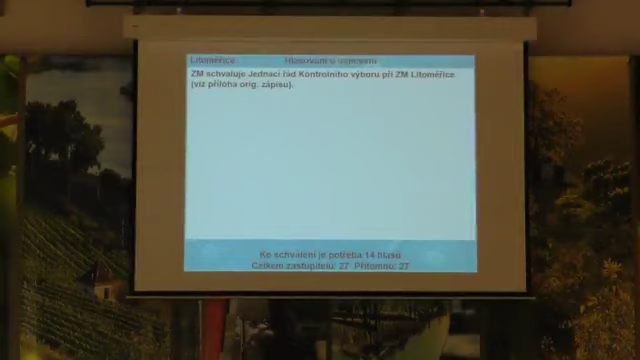 Litoměřice Hlasování o usnesení
ZM schvaluje Jednací řád Kontrolního výboru při ZM Litoměřice
(viz příloha orig. zápisu).
Ke schválení je potřeba 14 hlasů
Celkem zastupitelů: 27 Přítomno: 27